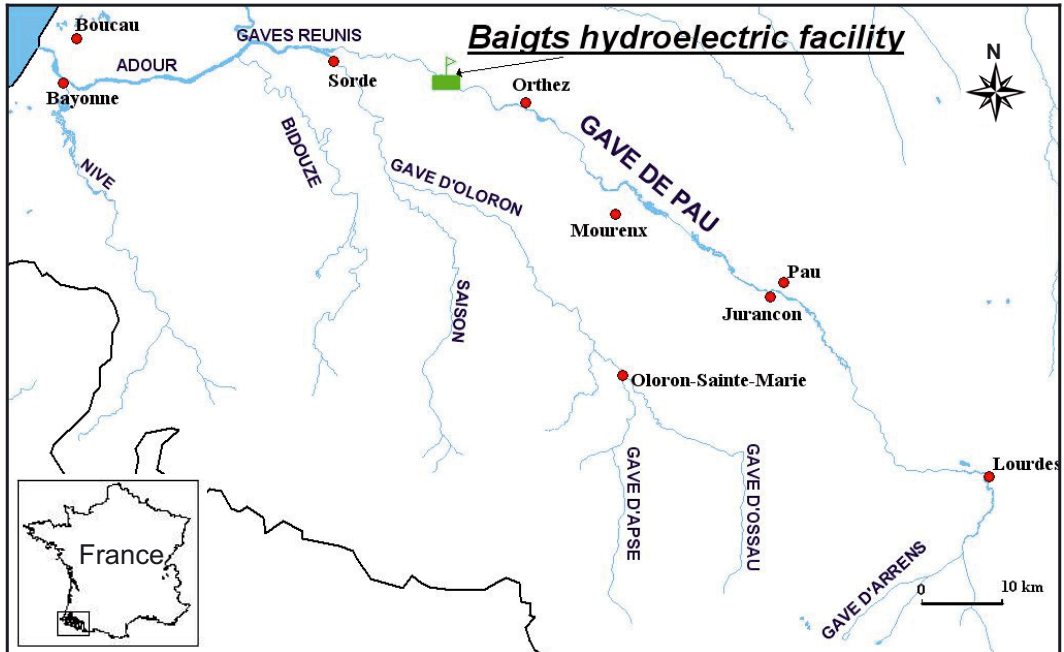 Boucau
GAVES REUNIS
Baigts hydroelectric facility
N
ADOUR
Sorde
Bayonne
Orthez
GAVE DE PAU
BIDOUZE
NIVE
GAVE D'OLORON
Mourenx
Pau
SAISON
Jurancon
Oloron-Sainte-Marie
GAVE D'APSE
GAVE D'OSSAU
Lourdes
France
GAVE D'ARRENS
0
10 km